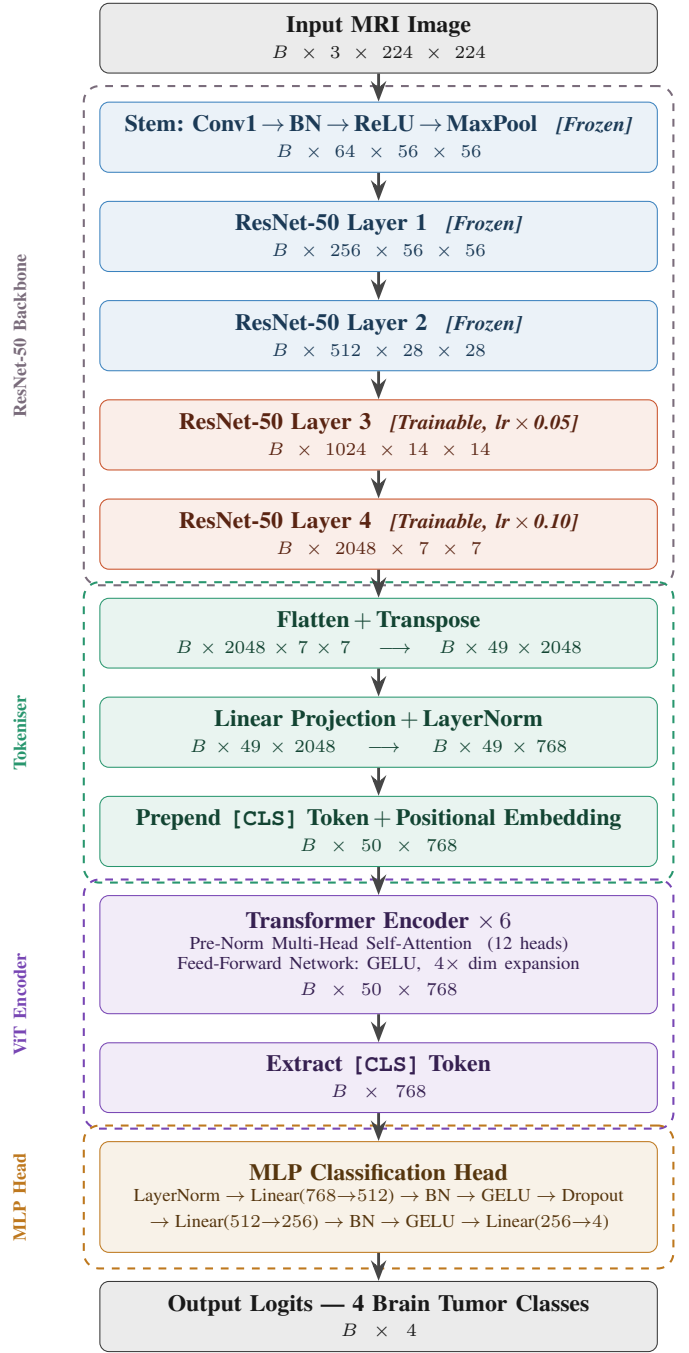 Input MRI Image
B × 3 × 224 × 224
ResNet-50 Backbone
Stem: Conv1 → BN → ReLU → MaxPool [Frozen]
B × 64 × 56 × 56
ResNet-50 Layer 1 [Frozen]
B × 256 × 56 × 56
ResNet-50 Layer 2 [Frozen]
B × 512 × 28 × 28
ResNet-50 Layer 3 [Trainable, lr × 0.05]
B × 1024 × 14 × 14
ResNet-50 Layer 4 [Trainable, lr × 0.10]
B × 2048 × 7 × 7
Tokeniser
Flatten + Transpose
B × 2048 × 7 × 7 → B × 49 × 2048
Linear Projection + LayerNorm
B × 49 × 2048 → B × 49 × 768
Prepend [CLS] Token + Positional Embedding
B × 50 × 768
ViT Encoder
Transformer Encoder × 6
Pre-Norm Multi-Head Self-Attention (12 heads)
Feed-Forward Network: GELU, 4× dim expansion
B × 50 × 768
Extract [CLS] Token
B × 768
MLP Head
MLP Classification Head
LayerNorm → Linear(768→512) → BN → GELU → Dropout
→ Linear(512→256) → BN → GELU → Linear(256→4)
Output Logits — 4 Brain Tumor Classes
B × 4